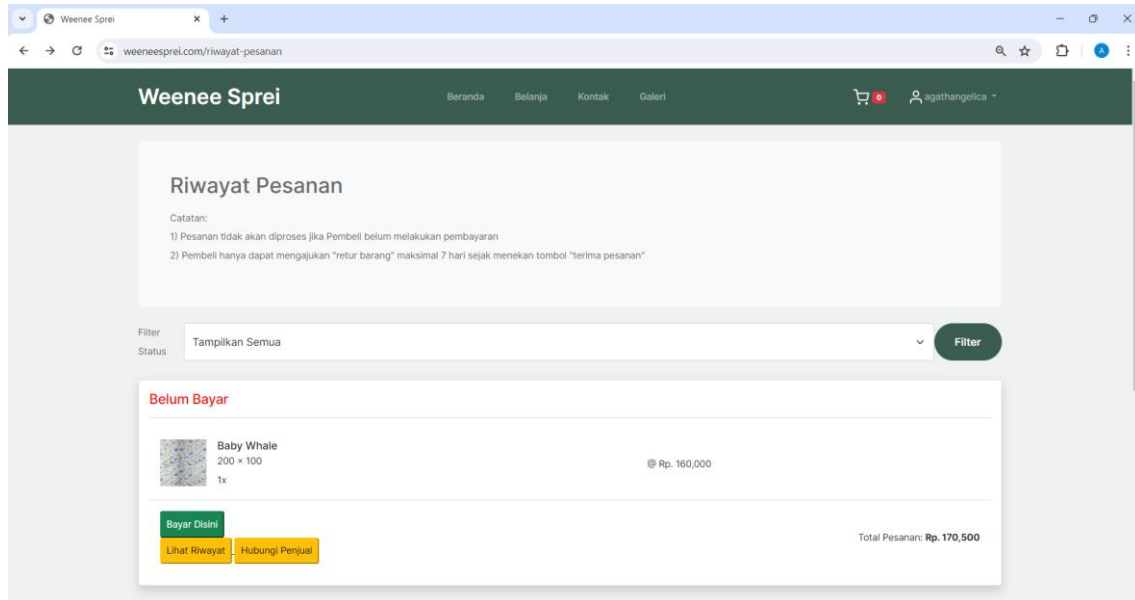 Weenee Sprei
weeneesprei.com/riwayat-pesanan
A
Weenee Sprei
Beranda Belanja Kontak Galeri
0
agathangelica
Riwayat Pesanan
Catatan:
1) Pesanan tidak akan diproses jika Pembeli belum melakukan pembayaran
2) Pembeli hanya dapat mengajukan "retur barang" maksimal 7 hari sejak menekan tombol "terima pesanan"
Filter
Status
Tampilkan Semua
Filter
Belum Bayar
Baby Whale
200 × 100
1x
@ Rp. 160,000
Bayar Disini
Lihat Riwayat Hubungi Penjual
Total Pesanan: Rp. 170,500